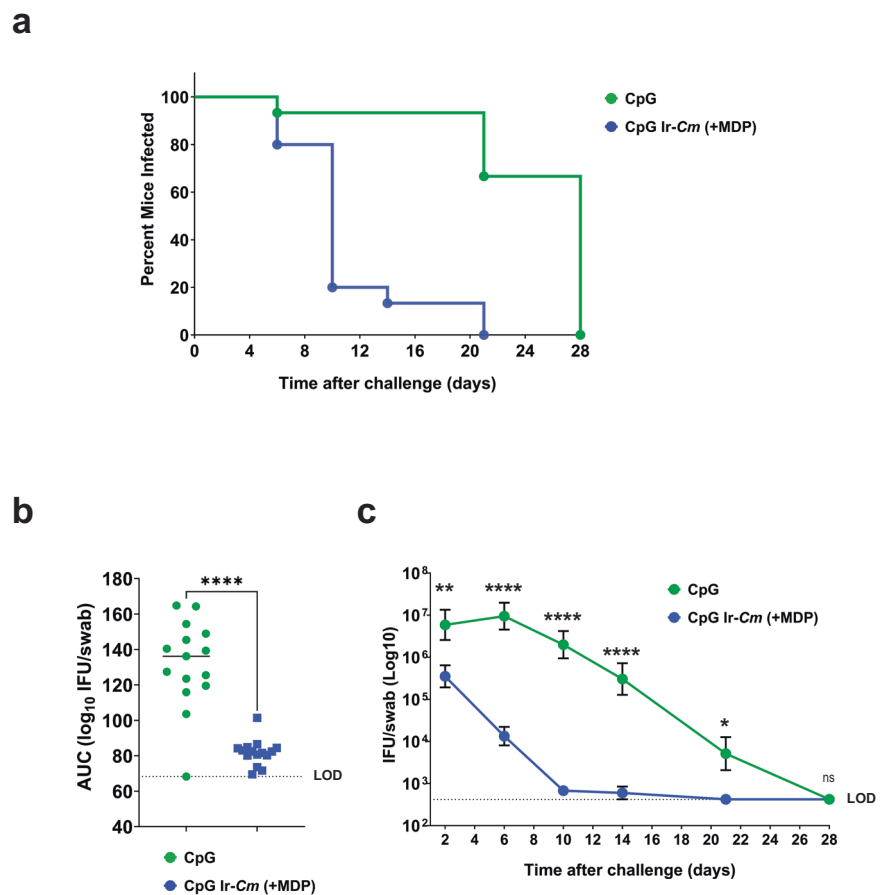 a
Percent Mice Infected
100
80
60
40
20
0
0 4 8 12 16 20 24 28
Time after challenge (days)
CpG
CpG Ir-Cm (+MDP)
b
AUC (log10 IFU/swab)
180
160
140
120
100
80
60
40
****
LOD
CpG
CpG Ir-Cm (+MDP)
c
IFU/swab (Log10)
10⁸
10⁷
10⁶
10⁵
10⁴
10³
10²
** **** **** **** * ns
CpG
CpG Ir-Cm (+MDP)
LOD
2 4 6 8 10 12 14 16 18 20 22 24 26 28
Time after challenge (days)